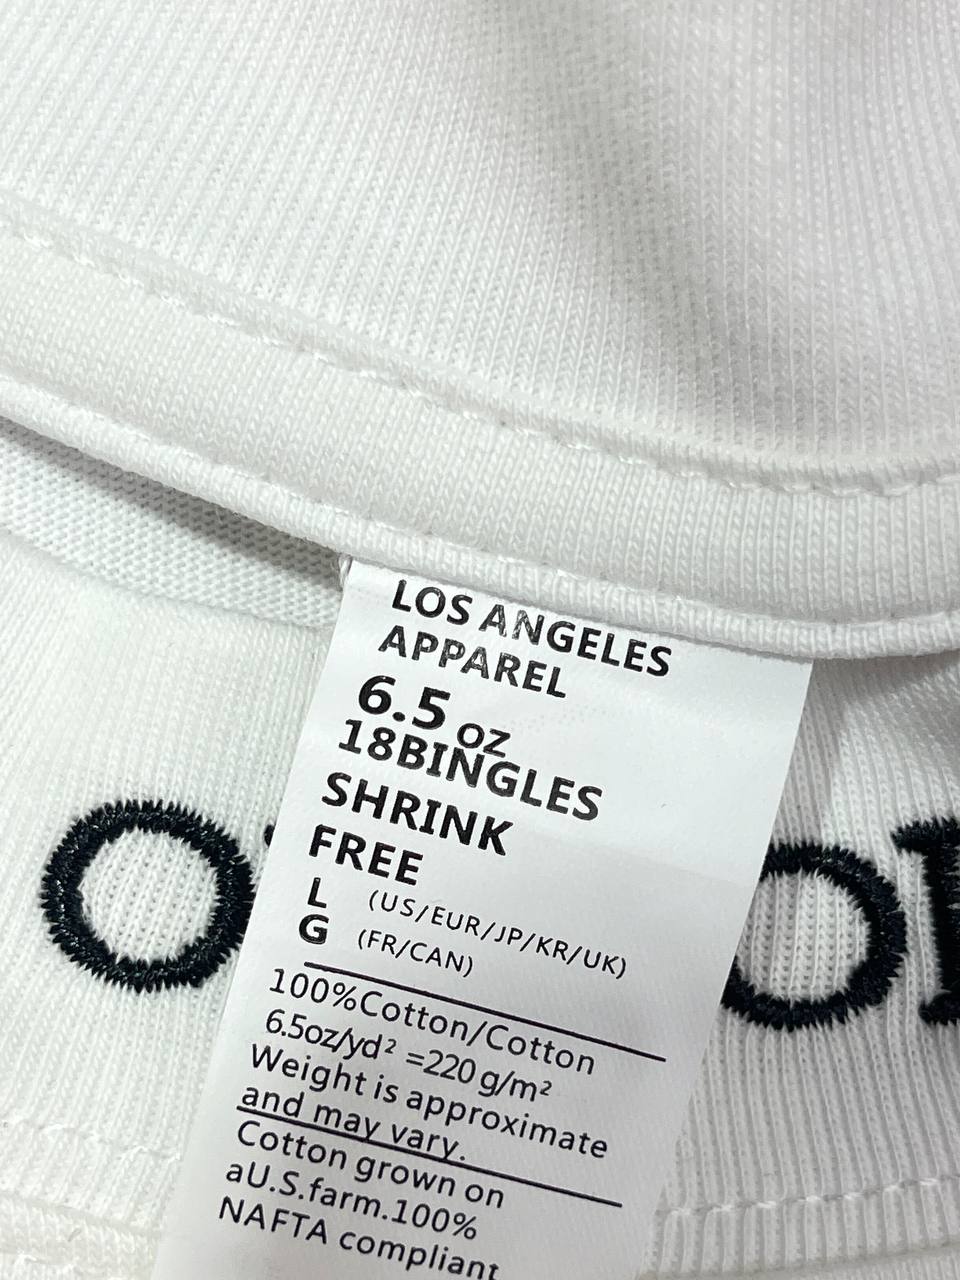 LOS ANGELES
APPAREL
6.5 OZ
18BINGLES
SHRINK
FREE
L (US/EUR/JP/KR/UK)
G (FR/CAN)
100%Cotton/Cotton
6.5oz/yd² =220 g/m²
Weight is approximate
and may vary.
Cotton grown on
aU.S.farm.100%
NAFTA compliant